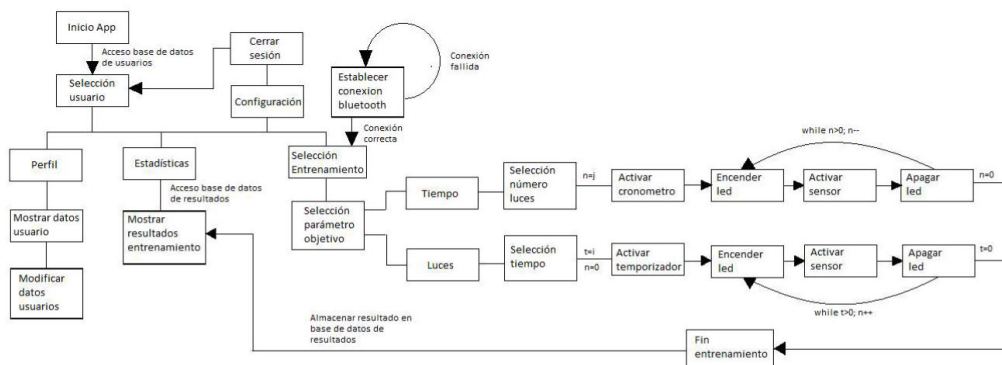 Inicio App
Acceso base de datos
de usuarios
Cerrar
sesión
Conexión
fallida
Selección
usuario
Configuración
Establecer
conexion
bluetooth
Conexión
correcta
Perfil
Estadísticas
Selección
Entrenamiento
Acceso base de datos
de resultados
Mostrar datos
usuario
Mostrar
resultados
entrenamiento
Selección
parámetro
objetivo
Modificar
datos
usuarios
Tiempo
Selección
número
luces
n=j
Activar
cronometro
Encender
led
Activar
sensor
Apagar
led
while n>0; n--
n=0
Luces
Selección
tiempo
t=i
n=0
Activar
temporizador
Encender
led
Activar
sensor
Apagar
led
t=0
while t>0; n++
Almacenar resultado en
base de datos de
resultados
Fin
entrenamiento